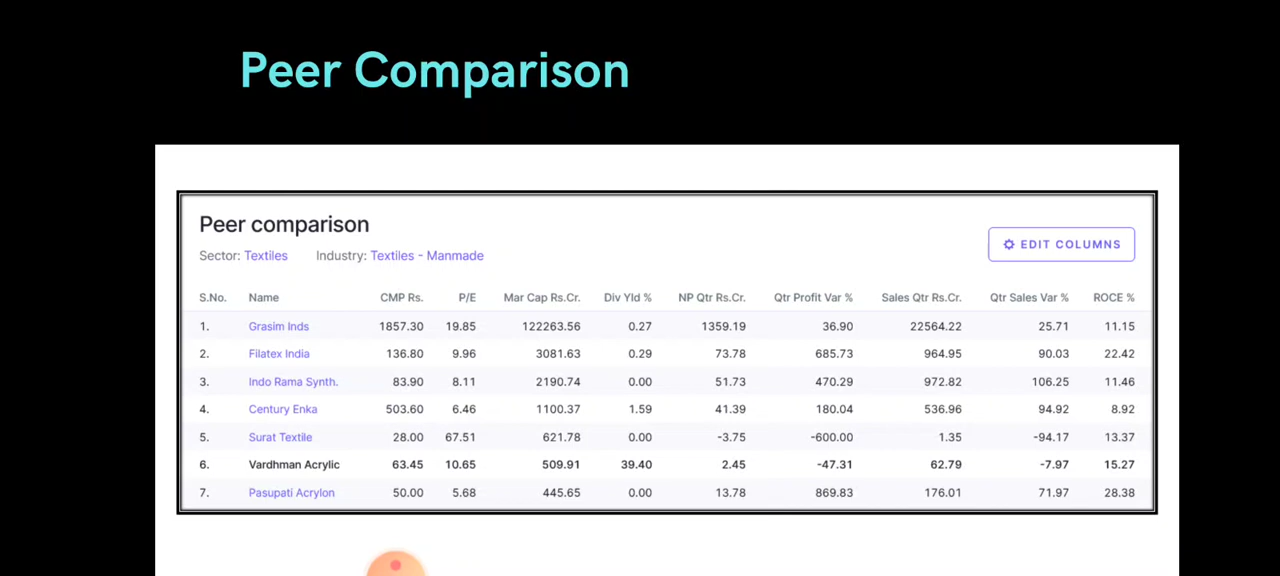 Peer Comparison
Peer comparison
Sector: Textiles Industry: Textiles - Manmade
EDIT COLUMNS
S.No. Name CMP Rs. P/E Mar Cap Rs.Cr. Div Yld % NP Qtr Rs.Cr. Qtr Profit Var % Sales Qtr Rs.Cr. Qtr Sales Var % ROCE %
1. Grasim Inds 1857.30 19.85 122263.56 0.27 1359.19 36.90 22564.22 25.71 11.15
2. Filatex India 136.80 9.96 3081.63 0.29 73.78 685.73 964.95 90.03 22.42
3. Indo Rama Synth. 83.90 8.11 2190.74 0.00 51.73 470.29 972.82 106.25 11.46
4. Century Enka 503.60 6.46 1100.37 1.59 41.39 180.04 536.96 94.92 8.92
5. Surat Textile 28.00 67.51 621.78 0.00 -3.75 -600.00 1.35 -94.17 13.37
6. Vardhman Acrylic 63.45 10.65 509.91 39.40 2.45 -47.31 62.79 -7.97 15.27
7. Pasupati Acrylon 50.00 5.68 445.65 0.00 13.78 869.83 176.01 71.97 28.38